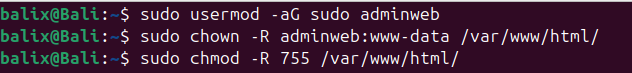 balix@Bali:~$ sudo usermod -aG sudo adminweb
balix@Bali:~$ sudo chown -R adminweb:www-data /var/www/html/
balix@Bali:~$ sudo chmod -R 755 /var/www/html/